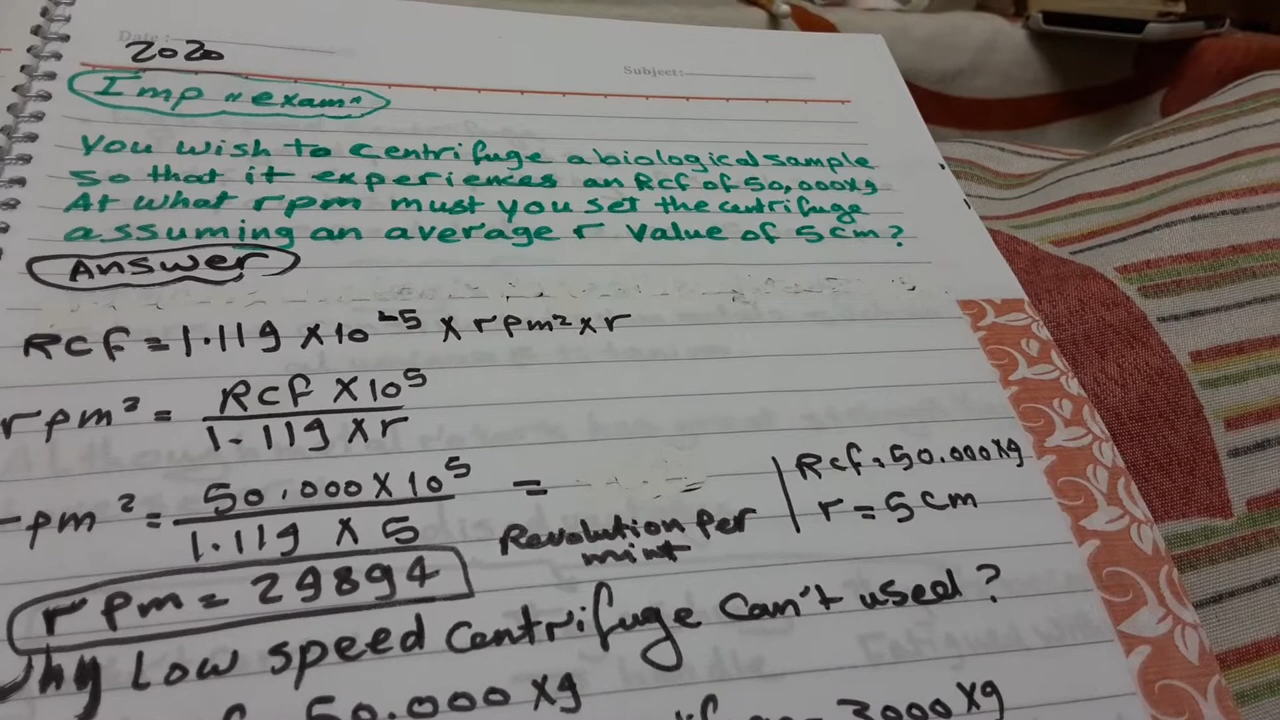 Date:
2020
Subject:
Imp "exam"
You wish to centrifuge a biological sample
so that it experiences an Rcf of 50,000xg
At what rpm must you set the centrifuge
assuming an average r value of 5cm?
Answer
Rcf = 1.119 × 10^-5 × rpm² × r
rpm² = Rcf × 10^5 / 1.119 × r
rpm² = 50.000 × 10^5 / 1.119 × 5 =
Rcf = 50.000xg
r = 5cm
Revolution per
mint
rpm = 29894
hy Low speed centrifuge can't used?
50.000 xg
3000 xg